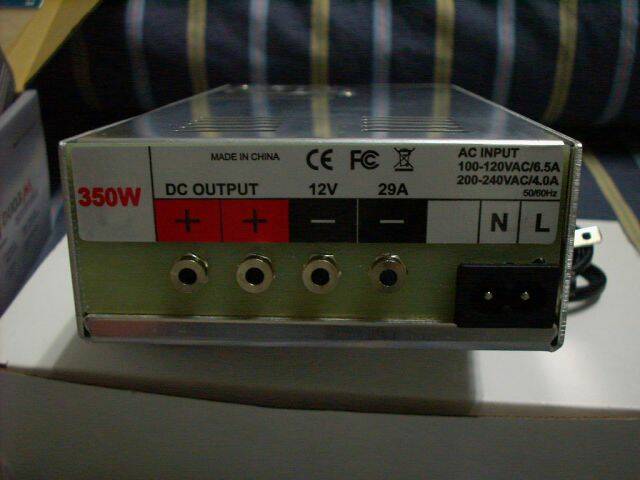 MADE IN CHINA
CE FC
AC INPUT
100-120VAC/6.5A
200-240VAC/4.0A
50/60Hz
350W
DC OUTPUT 12V 29A
+ + − − N L